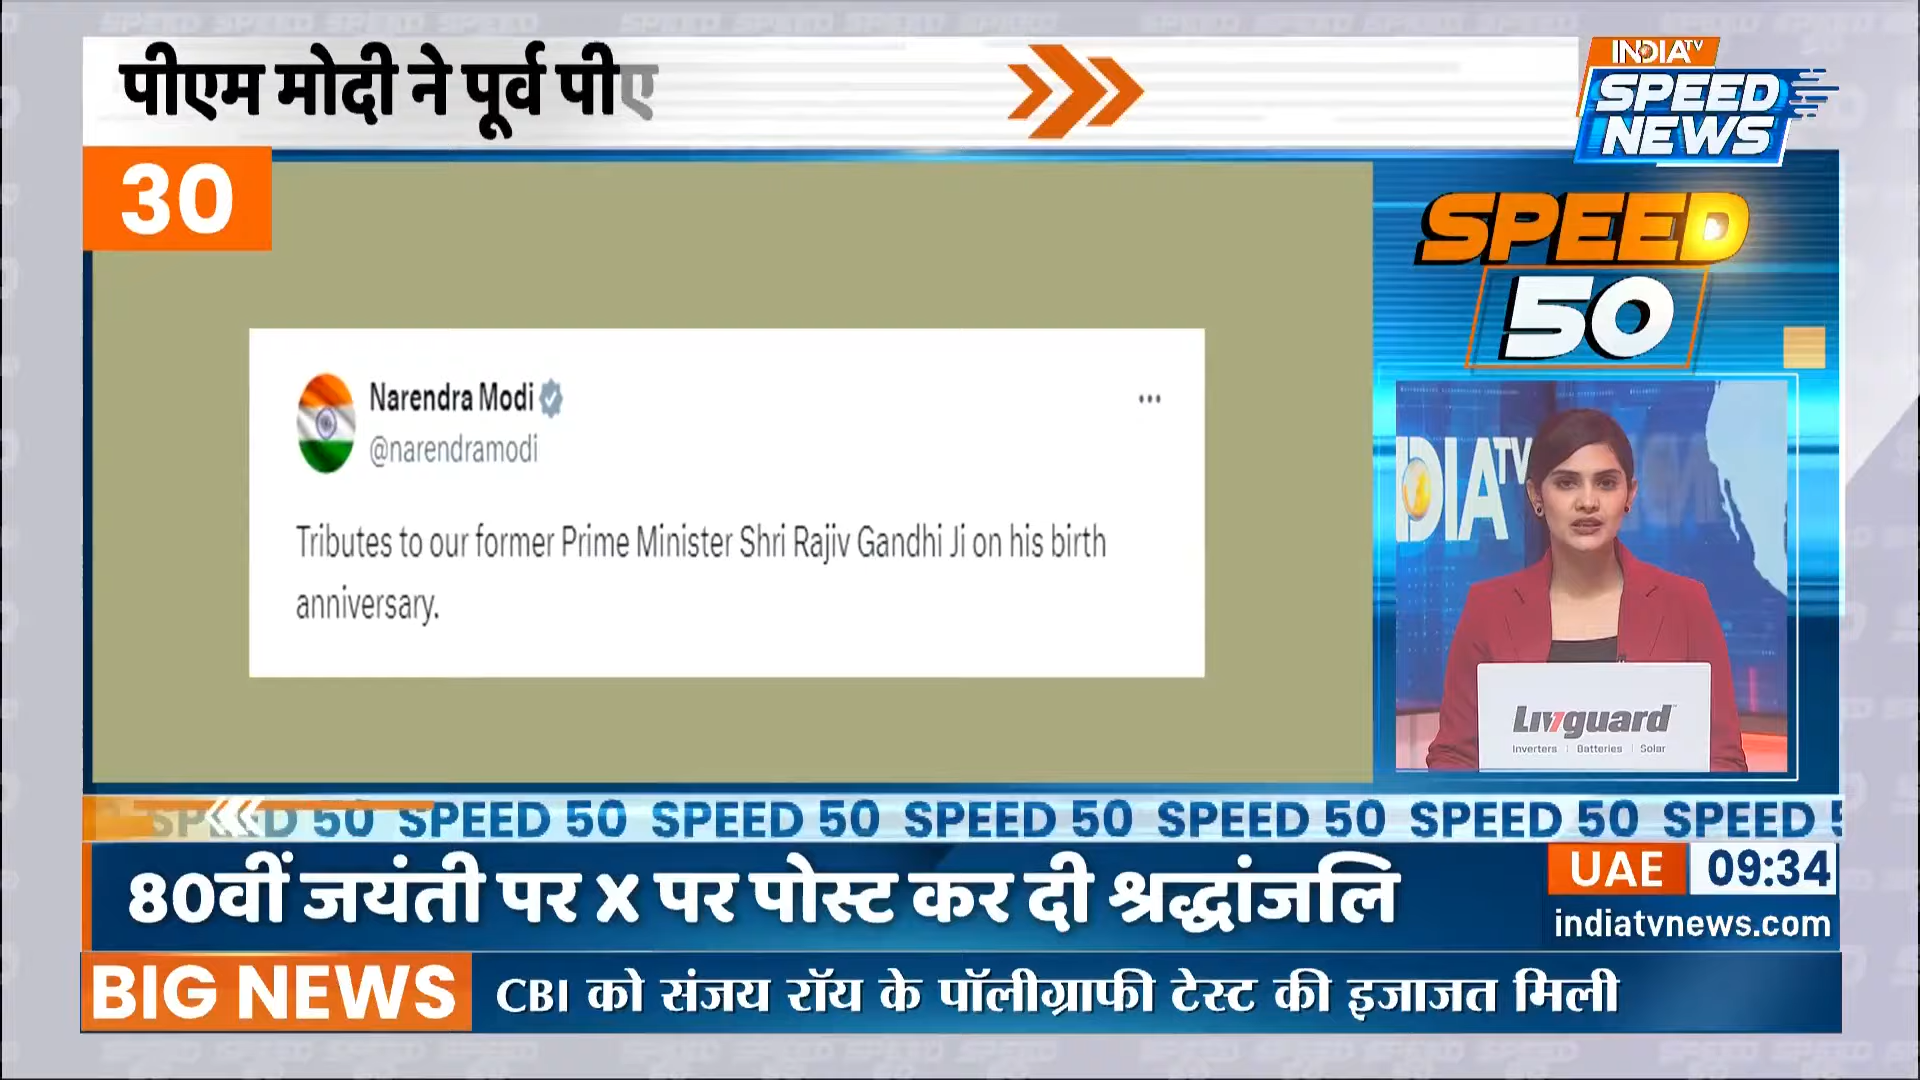 पीएम मोदी ने पूर्व पीए
INDIA TV
SPEED
NEWS
30
SPEED
50
Narendra Modi
@narendramodi
Tributes to our former Prime Minister Shri Rajiv Gandhi Ji on his birth
anniversary.
DIA TV
Livguard
Inverters | Batteries | Solar
SPEED 50 SPEED 50 SPEED 50 SPEED 50 SPEED 50 SPEED
80वीं जयंती पर X पर पोस्ट कर दी श्रद्धांजलि
UAE 09:34
indiatvnews.com
BIG NEWS
CBI को संजय रॉय के पॉलीग्राफी टेस्ट की इजाजत मिली